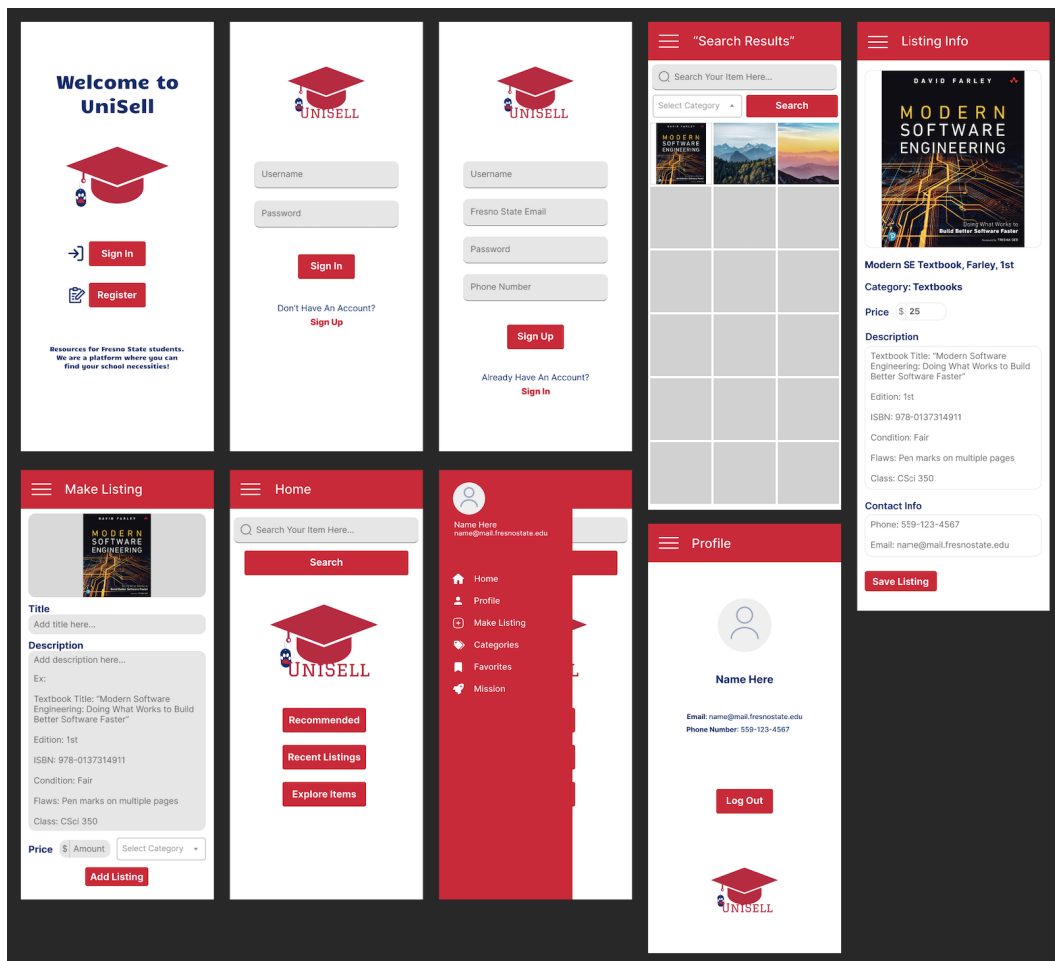 Welcome to
UniSell
Sign In
Register
Resources for Fresno State students.
We are a platform where you can
find your school necessities!
UNISELL
Username
Password
Sign In
Don't Have An Account?
Sign Up
UNISELL
Username
Fresno State Email
Password
Phone Number
Sign Up
Already Have An Account?
Sign In
“Search Results”
Search Your Item Here...
Select Category
Search
MODERN
SOFTWARE
ENGINEERING
Listing Info
DAVID FARLEY
MODERN
SOFTWARE
ENGINEERING
Doing What Works to
Build Better Software Faster
Modern SE Textbook, Farley, 1st
Category: Textbooks
Price $ 25
Description
Textbook Title: "Modern Software
Engineering: Doing What Works to Build
Better Software Faster"
Edition: 1st
ISBN: 978-0137314911
Condition: Fair
Flaws: Pen marks on multiple pages
Class: CSci 350
Contact Info
Phone: 559-123-4567
Email: name@mail.fresnostate.edu
Save Listing
Make Listing
DAVID FARLEY
MODERN
SOFTWARE
ENGINEERING
Title
Add title here...
Description
Add description here...
Ex:
Textbook Title: "Modern Software
Engineering: Doing What Works to Build
Better Software Faster"
Edition: 1st
ISBN: 978-0137314911
Condition: Fair
Flaws: Pen marks on multiple pages
Class: CSci 350
Price $ Amount Select Category
Add Listing
Home
Search Your Item Here...
Search
UNISELL
Recommended
Recent Listings
Explore Items
Name Here
name@mail.fresnostate.edu
Home
Profile
Make Listing
Categories
Favorites
Mission
Profile
Name Here
Email: name@mail.fresnostate.edu
Phone Number: 559-123-4567
Log Out
UNISELL